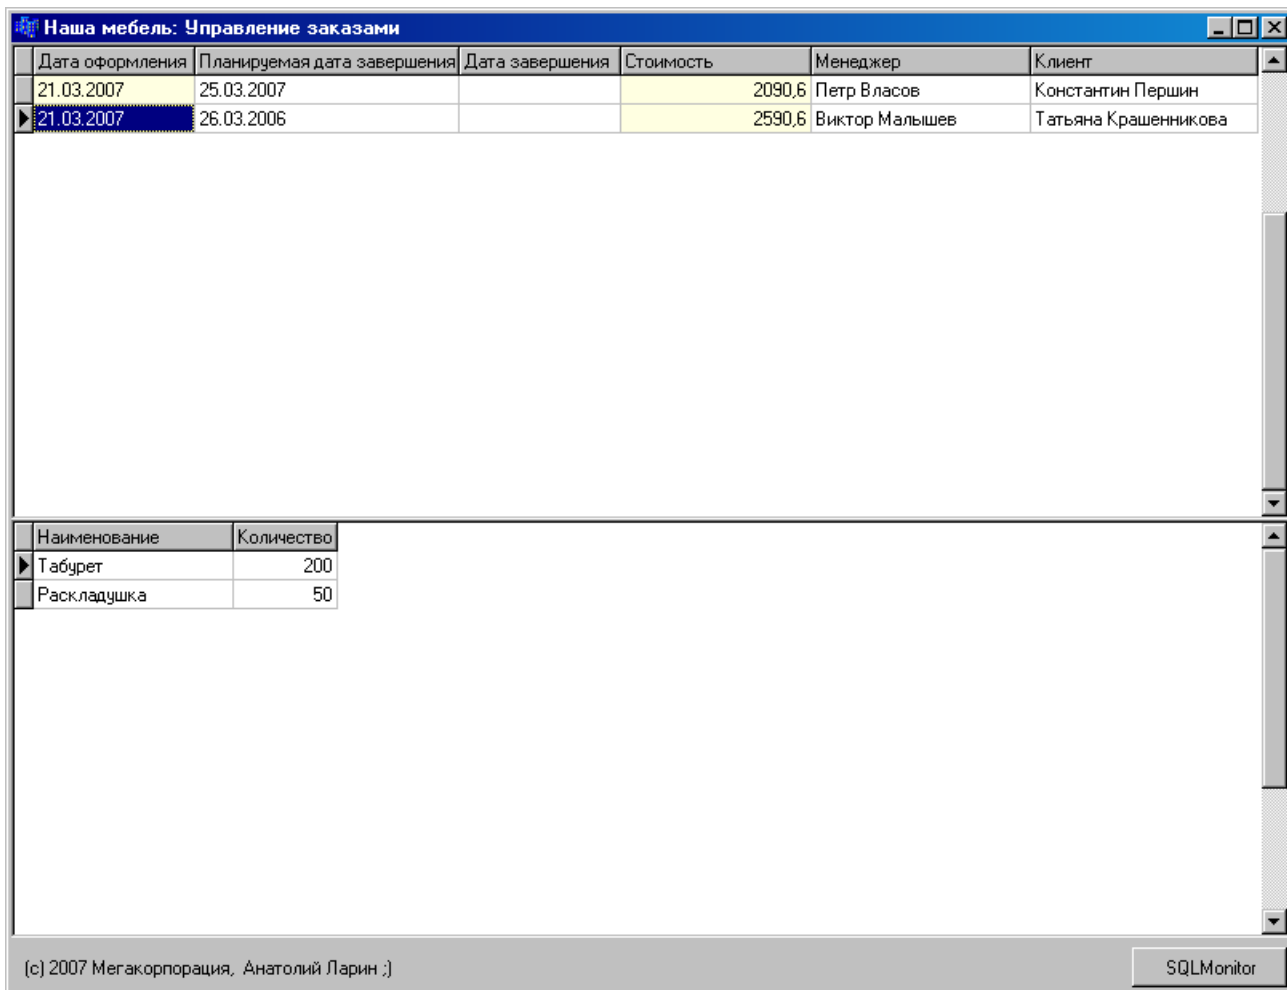 Наша мебель: Управление заказами
Дата оформления Планируемая дата завершения Дата завершения Стоимость Менеджер Клиент
21.03.2007 25.03.2007 2090,6 Петр Власов Константин Першин
21.03.2007 26.03.2006 2590,6 Виктор Малышев Татьяна Крашенникова
Наименование Количество
Табурет 200
Раскладушка 50
(c) 2007 Мегакорпорация, Анатолий Ларин ;) SQLMonitor